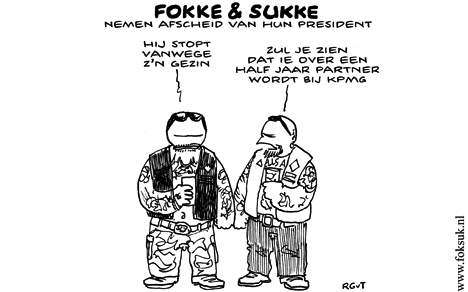 FOKKE & SUKKE
NEMEN AFSCHEID VAN HUN PRESIDENT
HIJ STOPT
VANWEGE
Z'N GEZIN
ZUL JE ZIEN
DAT IE OVER EEN
HALF JAAR PARTNER
WORDT BIJ KPMG
RGvT
www.foksuk.nl